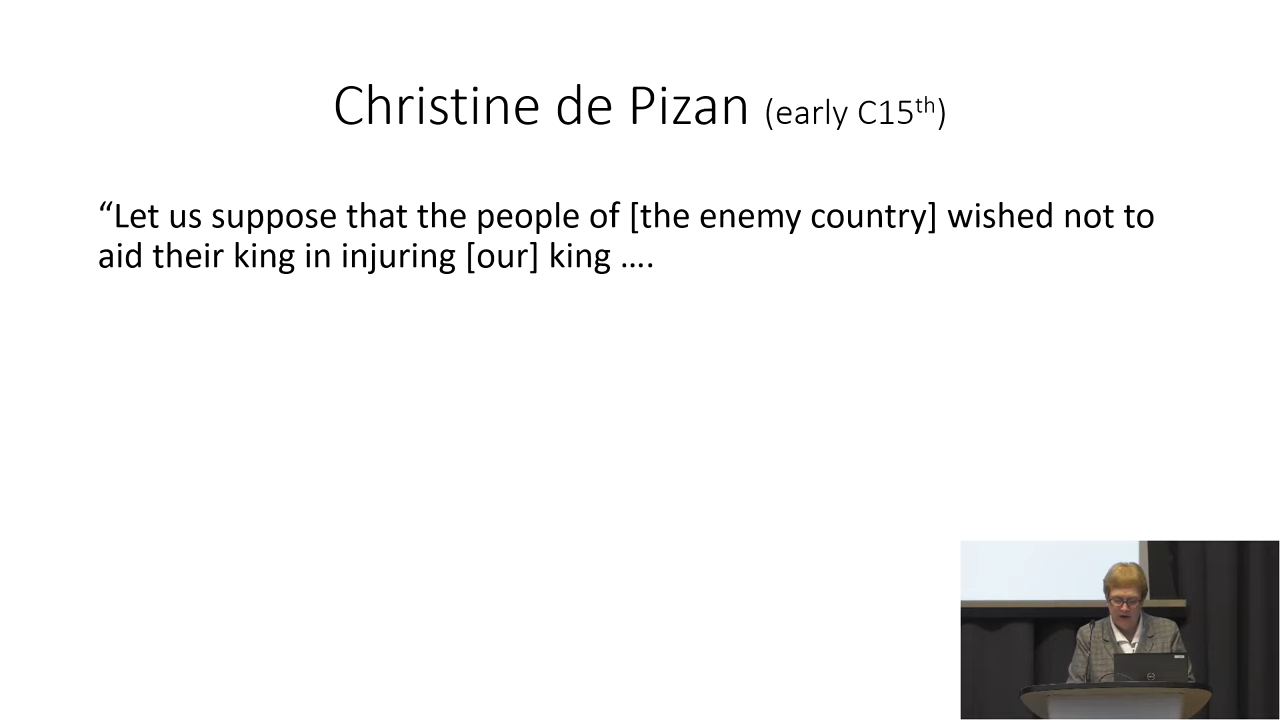 Christine de Pizan (early C15th)
“Let us suppose that the people of [the enemy country] wished not to
aid their king in injuring [our] king ….